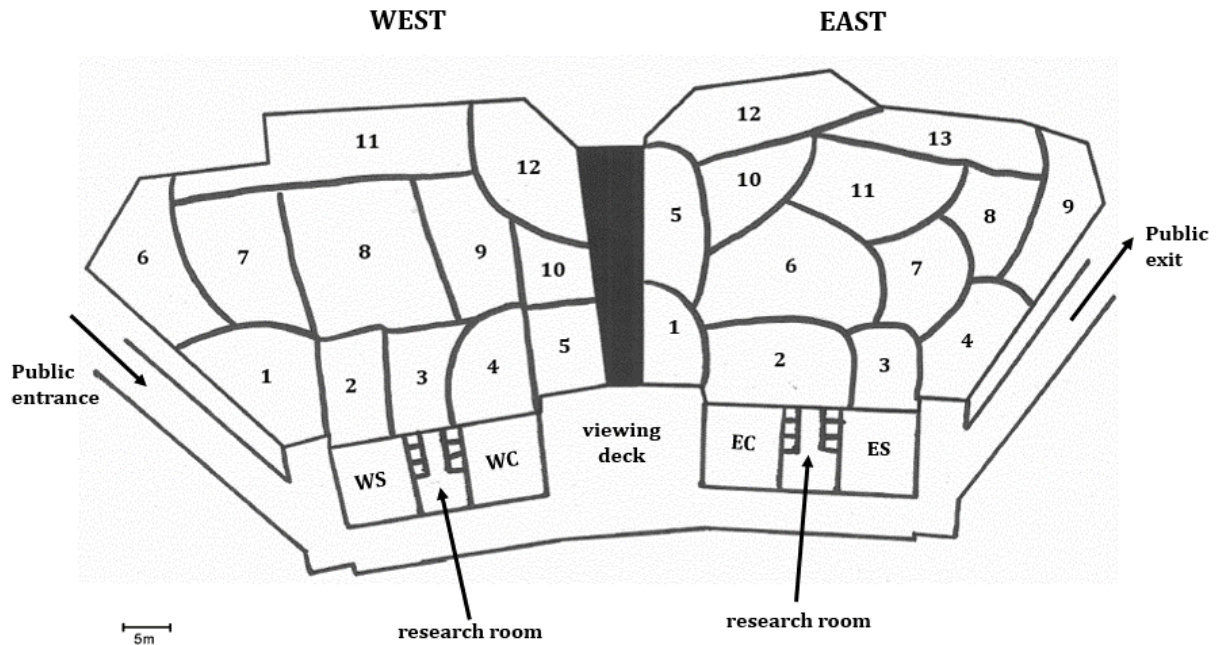 WEST
EAST
11
12
6
7
8
9
10
1
2
3
4
5
12
13
5
10
11
8
9
6
7
1
2
3
4
Public
entrance
Public
exit
viewing
deck
WS
WC
EC
ES
research room
research room
5m